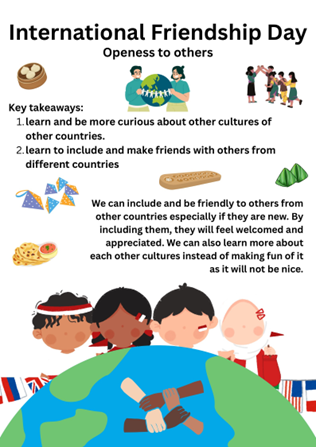 International Friendship Day
Openess to others
Key takeaways:
1. learn and be more curious about other cultures of
other countries.
2. learn to include and make friends with others from
different countries
We can include and be friendly to others from
other countries especially if they are new. By
including them, they will feel welcomed and
appreciated. We can also learn more about
each other cultures instead of making fun of it
as it will not be nice.